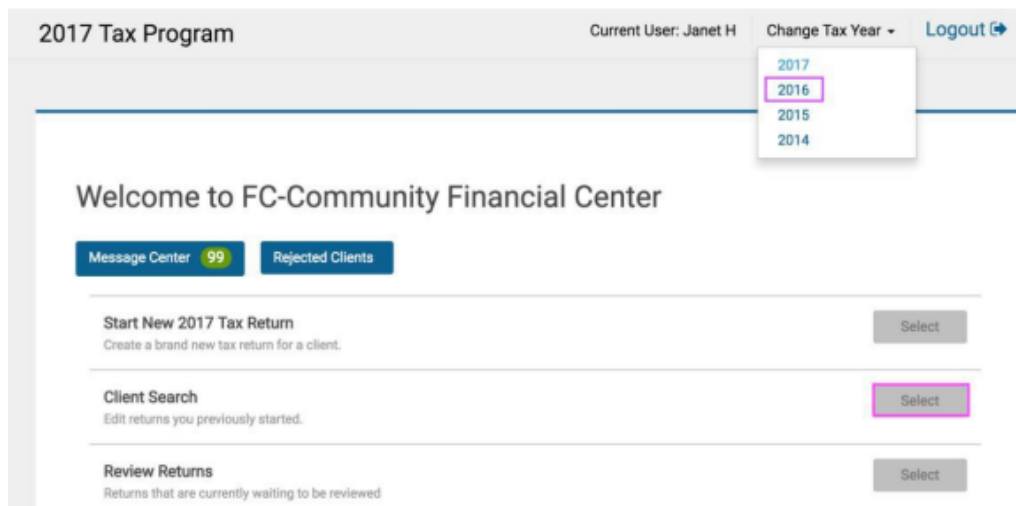 2017 Tax Program
Current User: Janet H
Change Tax Year
Logout
2017
2016
2015
2014
Welcome to FC-Community Financial Center
Message Center 99
Rejected Clients
Start New 2017 Tax Return
Select
Create a brand new tax return for a client.
Client Search
Select
Edit returns you previously started.
Review Returns
Select
Returns that are currently waiting to be reviewed